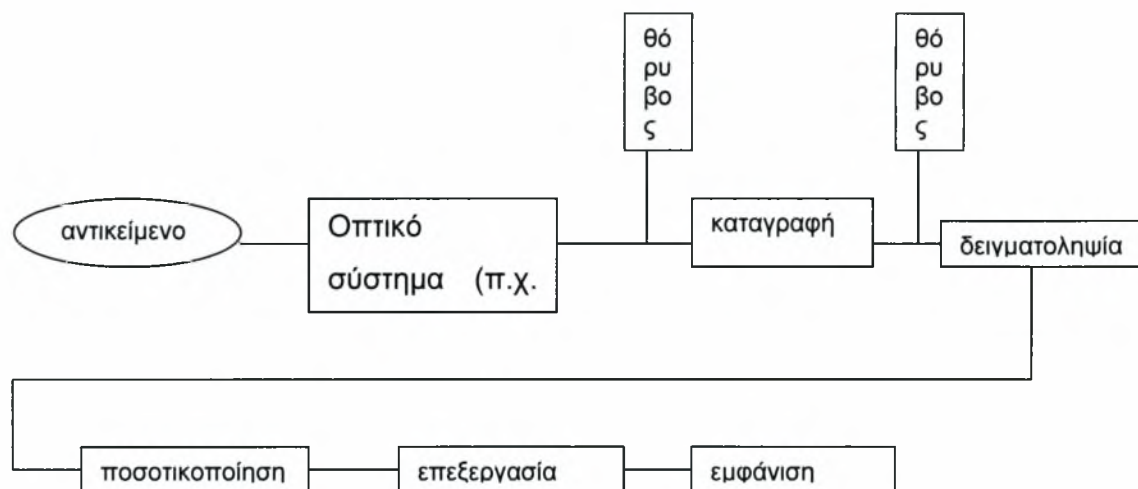 θό
ρυ
βο
ς
θό
ρυ
βο
ς
αντικείμενο
Οπτικό
σύστημα (π.χ.
καταγραφή
δειγματοληψία
ποσοτικοποίηση
επεξεργασία
εμφάνιση